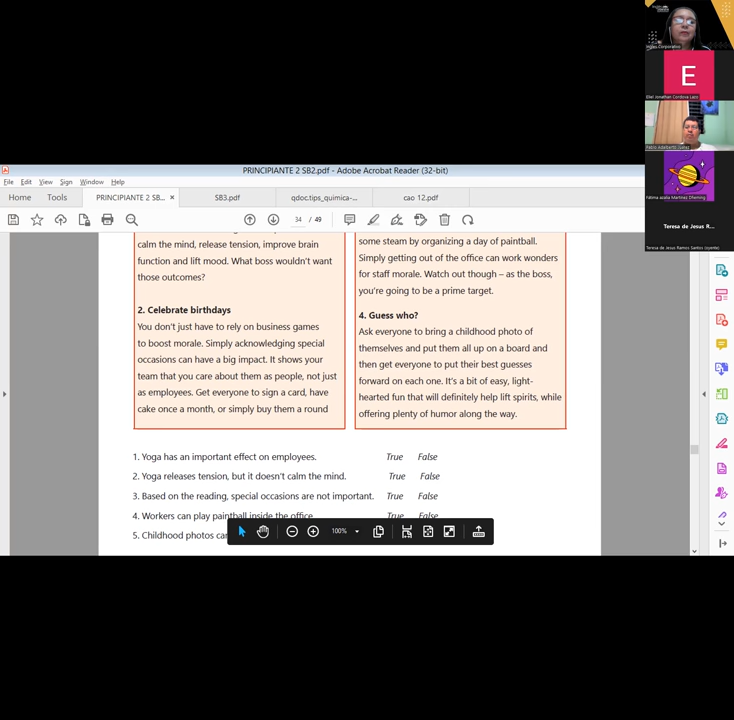 PRINCIPIANTE 2 SB2.pdf - Adobe Acrobat Reader (32-bit)
File Edit View Sign Window Help
Home Tools PRINCIPIANTE 2 SB... × SB3.pdf qdoc.tips_quimica-... cao 12.pdf
34 / 49
calm the mind, release tension, improve brain
function and lift mood. What boss wouldn't want
those outcomes?
2. Celebrate birthdays
You don't just have to rely on business games
to boost morale. Simply acknowledging special
occasions can have a big impact. It shows your
team that you care about them as people, not just
as employees. Get everyone to sign a card, have
cake once a month, or simply buy them a round
some steam by organizing a day of paintball.
Simply getting out of the office can work wonders
for staff morale. Watch out though – as the boss,
you're going to be a prime target.
4. Guess who?
Ask everyone to bring a childhood photo of
themselves and put them all up on a board and
then get everyone to put their best guesses
forward on each one. It's a bit of easy, light-
hearted fun that will definitely help lift spirits, while
offering plenty of humor along the way.
1. Yoga has an important effect on employees. True False
2. Yoga releases tension, but it doesn't calm the mind. True False
3. Based on the reading, special occasions are not important. True False
4. Workers can play paintball inside the office. True False
5. Childhood photos
100%
E
Teresa de Jesus R...
Teresa de Jesus Ramos Santos (oyente)